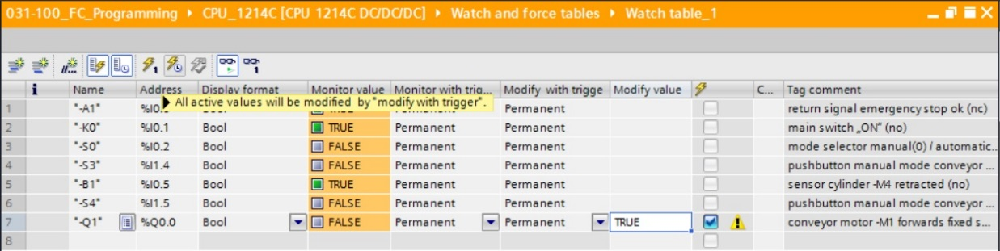 031-100_FC_Programming ▸ CPU_1214C [CPU 1214C DC/DC/DC] ▸ Watch and force tables ▸ Watch table_1
i Name Address Display format Monitor value Monitor with trig... Modify with trigge Modify value C... Tag comment
All active values will be modified by "modify with trigger".
1 "-A1" %I0. Permanent return signal emergency stop ok (nc)
2 "-K0" %I0.1 Bool TRUE Permanent Permanent main switch „ON" (no)
3 "-S0" %I0.2 Bool FALSE Permanent Permanent mode selector manual(0) / automatic...
4 "-S3" %I1.4 Bool FALSE Permanent Permanent pushbutton manual mode conveyor ...
5 "-B1" %I0.5 Bool TRUE Permanent Permanent sensor cylinder -M4 retracted (no)
6 "-S4" %I1.5 Bool FALSE Permanent Permanent pushbutton manual mode conveyor ...
7 "-Q1" %Q0.0 Bool FALSE Permanent Permanent TRUE conveyor motor -M1 forwards fixed s...
8